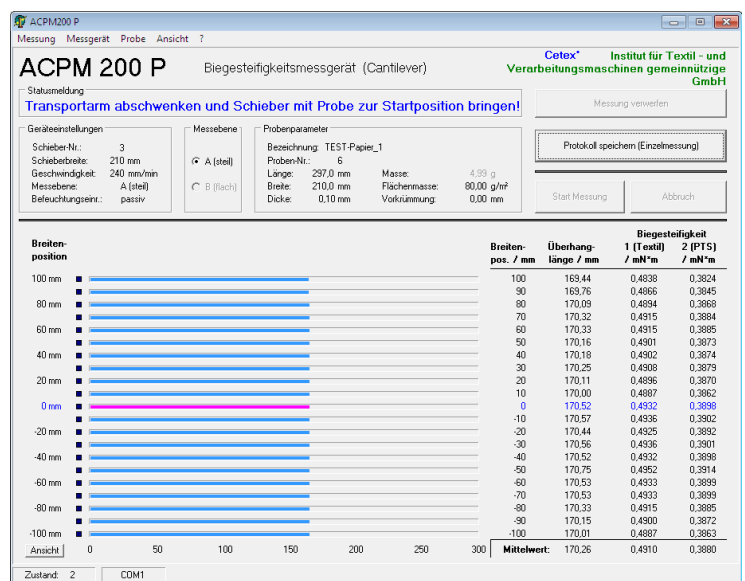 ACPM200 P
Messung Messgerät Probe Ansicht ?
ACPM 200 P
Biegesteifigkeitsmessgerät (Cantilever)
Cetex* Institut für Textil - und
Verarbeitungsmaschinen gemeinnützige
GmbH
Statusmeldung
Transportarm abschwenken und Schieber mit Probe zur Startposition bringen!
Messung verwerfen
Geräteeinstellungen
Schieber-Nr.: 3
Schieberbreite: 210 mm
Geschwindigkeit: 240 mm/min
Messebene: A (steil)
Befeuchtungseinr.: passiv
Messebene
A (steil)
B (flach)
Probenparameter
Bezeichnung: TEST-Papier_1
Proben-Nr.: 6
Länge: 297,0 mm Masse: 4,99 g
Breite: 210,0 mm Flächenmasse: 80,00 g/m²
Dicke: 0,10 mm Vorkrümmung: 0,00 mm
Protokoll speichern (Einzelmessung)
Start Messung
Abbruch
Breiten-
position
100 mm
80 mm
60 mm
40 mm
20 mm
0 mm
-20 mm
-40 mm
-60 mm
-80 mm
-100 mm
Ansicht
0 50 100 150 200 250 300
Biegesteifigkeit
Breiten- Überhang- 1 (Textil) 2 (PTS)
pos. / mm länge / mm / mN*m / mN*m
100 169,44 0,4838 0,3824
90 169,76 0,4866 0,3845
80 170,09 0,4894 0,3868
70 170,32 0,4915 0,3884
60 170,33 0,4915 0,3885
50 170,16 0,4901 0,3873
40 170,18 0,4902 0,3874
30 170,25 0,4908 0,3879
20 170,11 0,4896 0,3870
10 170,00 0,4887 0,3862
0 170,52 0,4932 0,3898
-10 170,57 0,4936 0,3902
-20 170,44 0,4925 0,3892
-30 170,56 0,4936 0,3901
-40 170,52 0,4932 0,3898
-50 170,75 0,4952 0,3914
-60 170,53 0,4933 0,3899
-70 170,53 0,4933 0,3899
-80 170,33 0,4915 0,3885
-90 170,15 0,4900 0,3872
-100 170,01 0,4887 0,3863
Mittelwert: 170,26 0,4910 0,3880
Zustand: 2 COM1